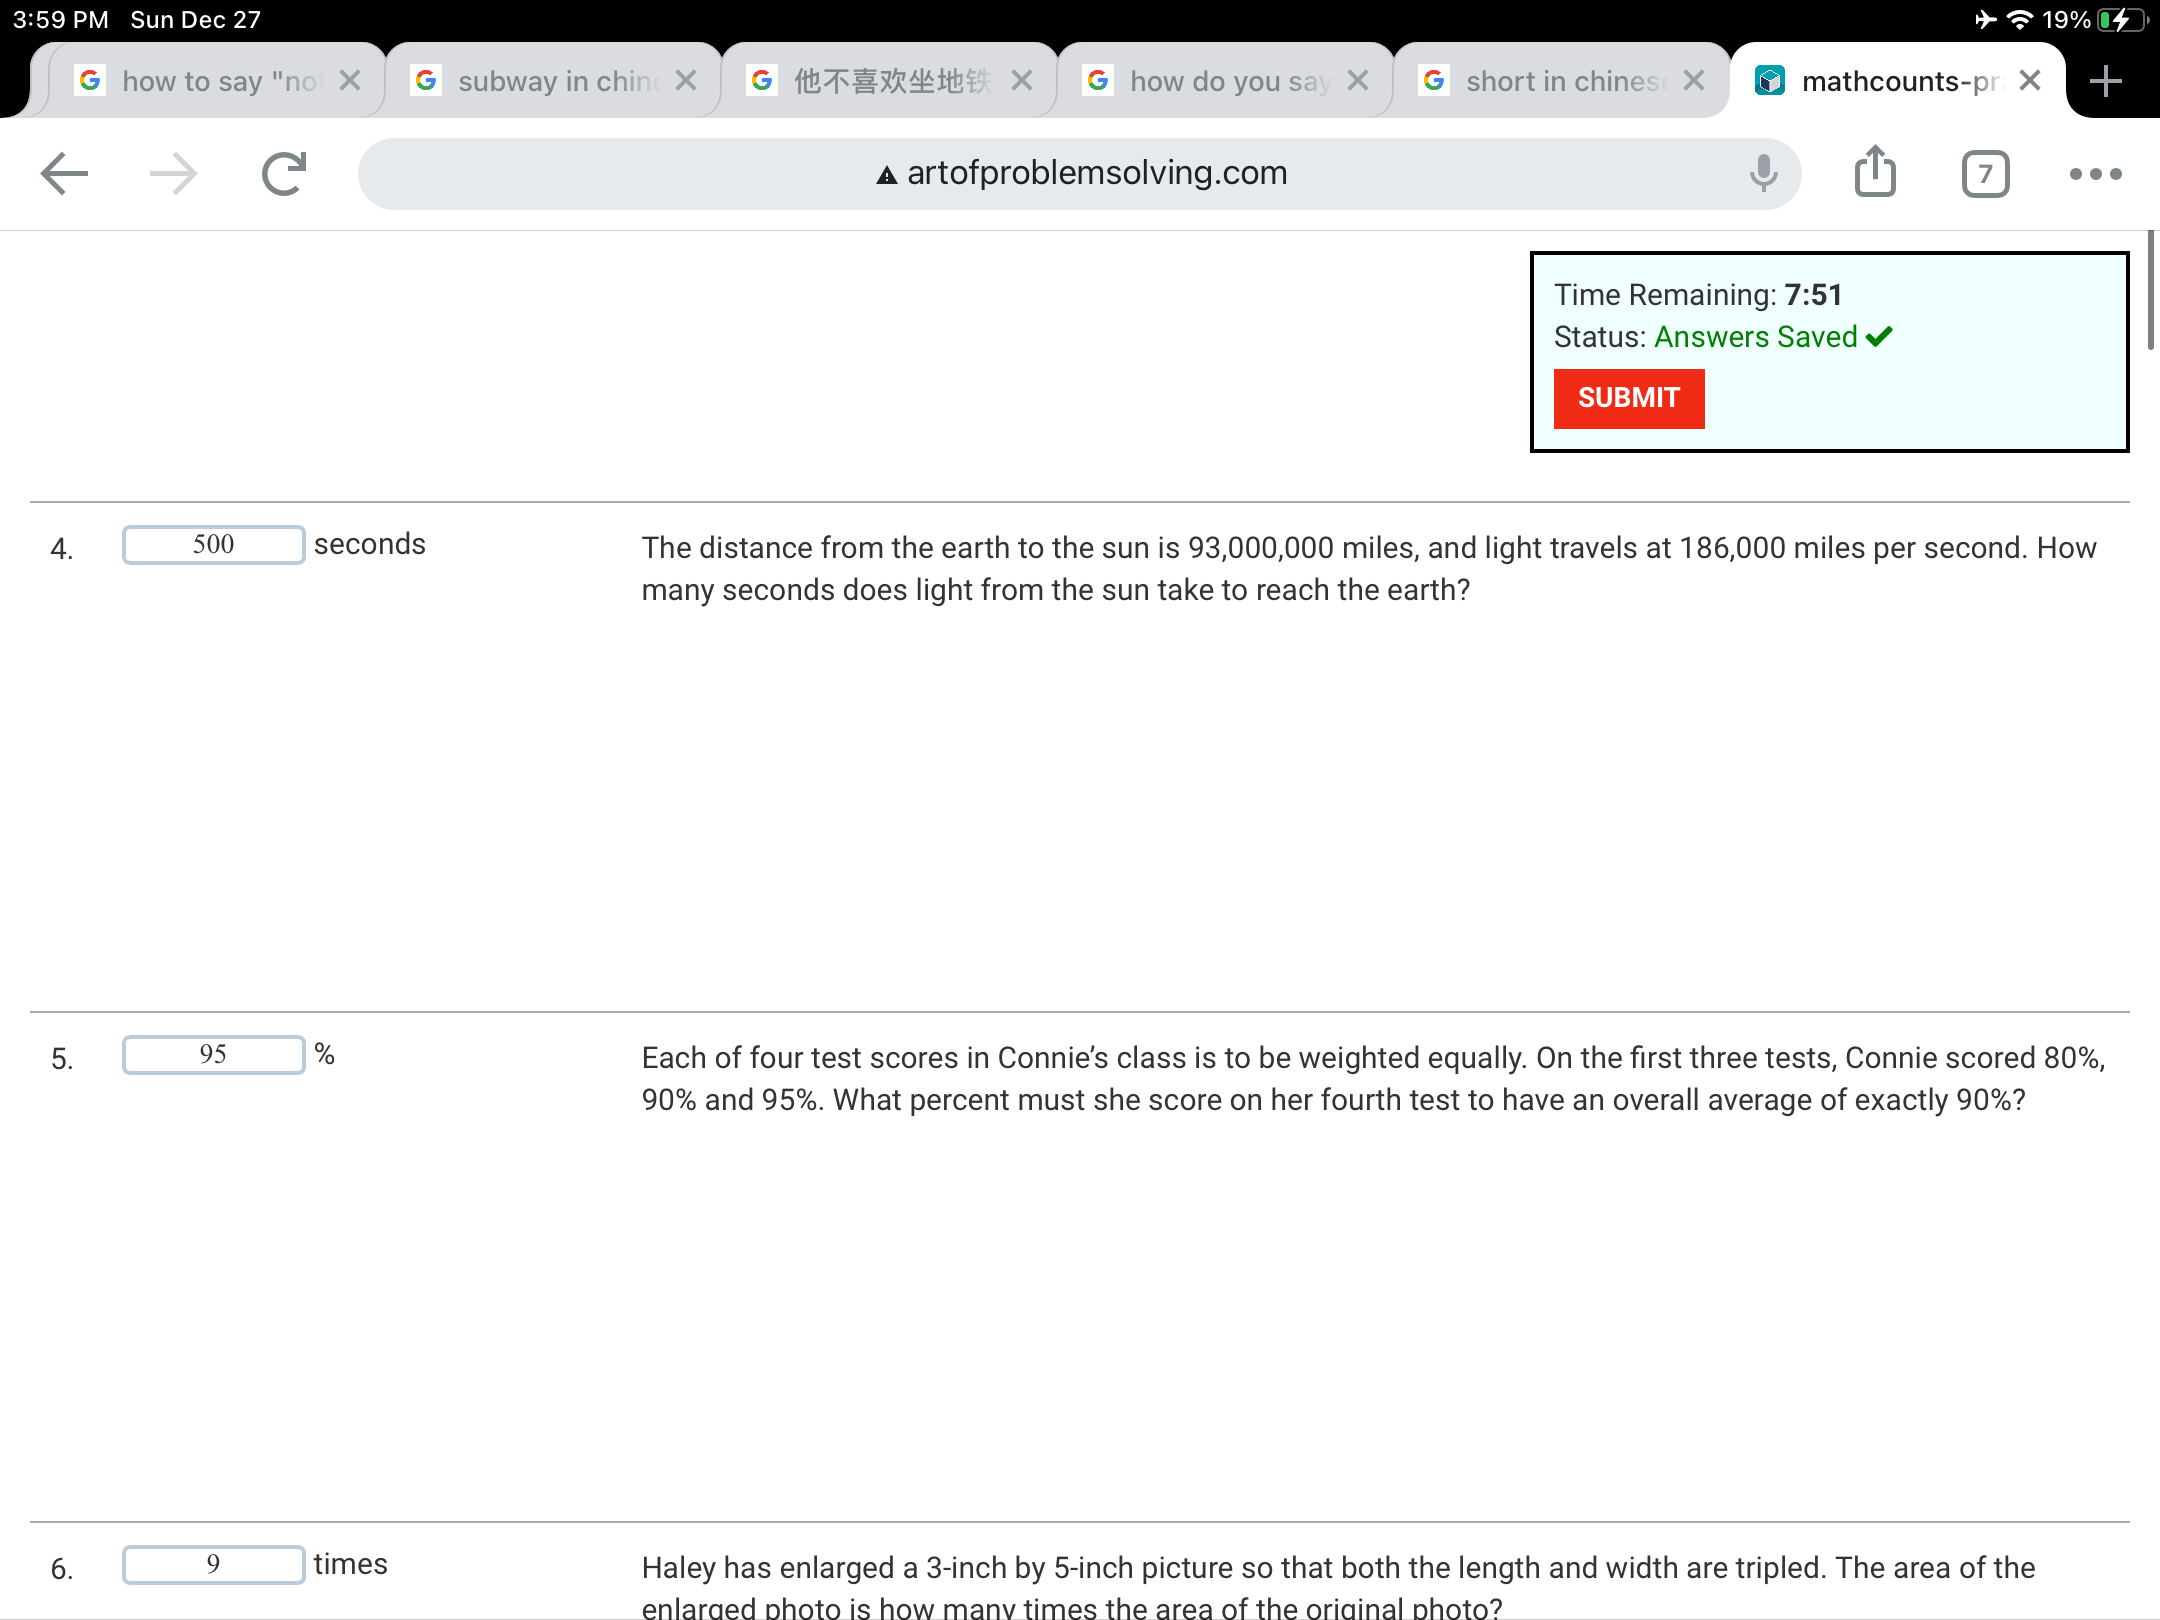 3:59 PM Sun Dec 27
19%
how to say "not
subway in chine
他不喜欢坐地铁
how do you say
short in chinese
mathcounts-pra
artofproblemsolving.com
7
Time Remaining: 7:51
Status: Answers Saved
SUBMIT
4. 500 seconds
The distance from the earth to the sun is 93,000,000 miles, and light travels at 186,000 miles per second. How
many seconds does light from the sun take to reach the earth?
5. 95 %
Each of four test scores in Connie’s class is to be weighted equally. On the first three tests, Connie scored 80%,
90% and 95%. What percent must she score on her fourth test to have an overall average of exactly 90%?
6. 9 times
Haley has enlarged a 3-inch by 5-inch picture so that both the length and width are tripled. The area of the
enlarged photo is how many times the area of the original photo?